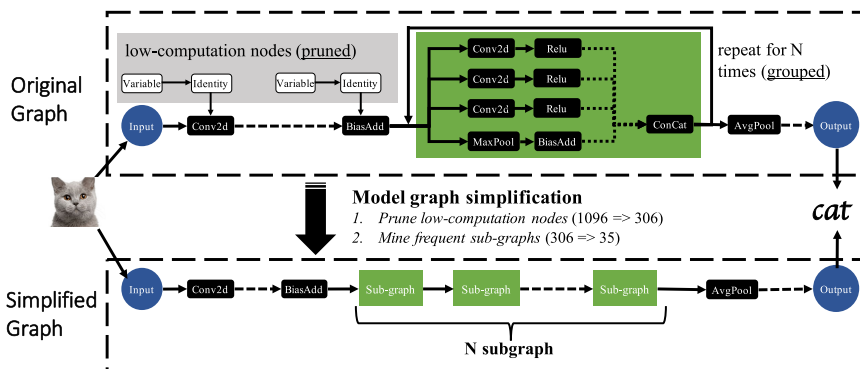 low-computation nodes (pruned)
Variable
Identity
Variable
Identity
Original
Graph
Input
Conv2d
BiasAdd
Conv2d
Relu
Conv2d
Relu
Conv2d
Relu
MaxPool
BiasAdd
ConCat
repeat for N
times (grouped)
AvgPool
Output
Model graph simplification
1. Prune low-computation nodes (1096 => 306)
2. Mine frequent sub-graphs (306 => 35)
cat
Simplified
Graph
Input
Conv2d
BiasAdd
Sub-graph
Sub-graph
Sub-graph
AvgPool
Output
N subgraph